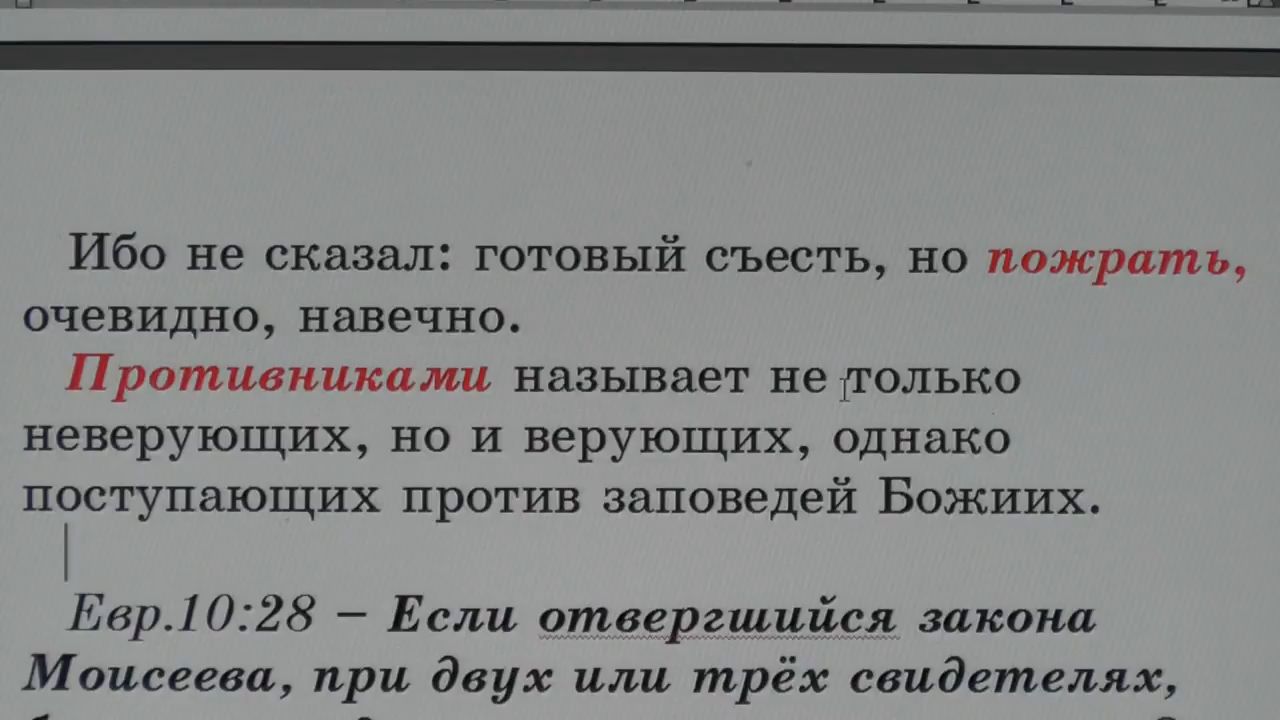 Ибо не сказал: готовый съесть, но пожрать,
очевидно, навечно.
Противниками называет не только
неверующих, но и верующих, однако
поступающих против заповедей Божиих.
Евр.10:28 – Если отвергшийся закона
Моисеева, при двух или трёх свидетелях,